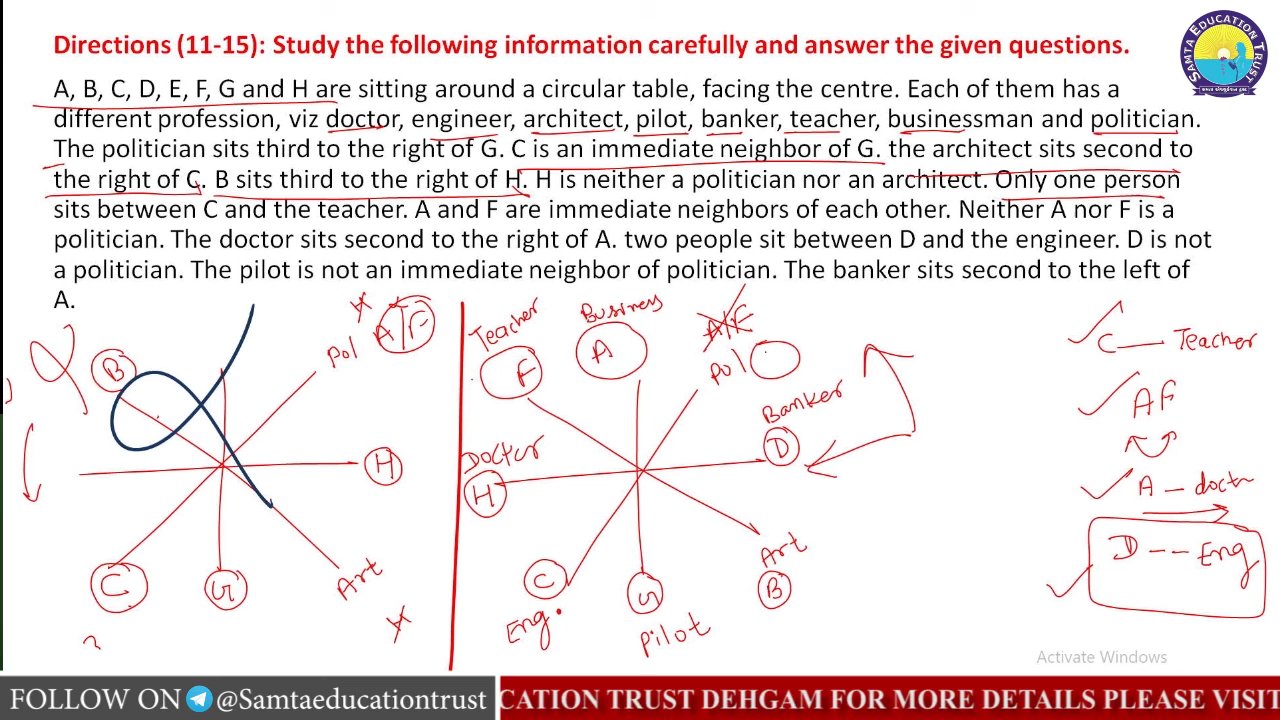 Directions (11-15): Study the following information carefully and answer the given questions.
SAMTA EDUCATION TRUST
A, B, C, D, E, F, G and H are sitting around a circular table, facing the centre. Each of them has a
different profession, viz doctor, engineer, architect, pilot, banker, teacher, businessman and politician.
The politician sits third to the right of G. C is an immediate neighbor of G. the architect sits second to
the right of C. B sits third to the right of H. H is neither a politician nor an architect. Only one person
sits between C and the teacher. A and F are immediate neighbors of each other. Neither A nor F is a
politician. The doctor sits second to the right of A. two people sit between D and the engineer. D is not
a politician. The pilot is not an immediate neighbor of politician. The banker sits second to the left of
A.
B
Pol A/F
H
C
G
Art
Teacher
F
Business
A
A/F
Pol
Banker
D
Doctor
H
C
Eng.
G
Pilot
Art
B
C — Teacher
AF
A - doctr
D -- Eng
Activate Windows
FOLLOW ON @Samtaeducationtrust
CATION TRUST DEHGAM FOR MORE DETAILS PLEASE VISIT